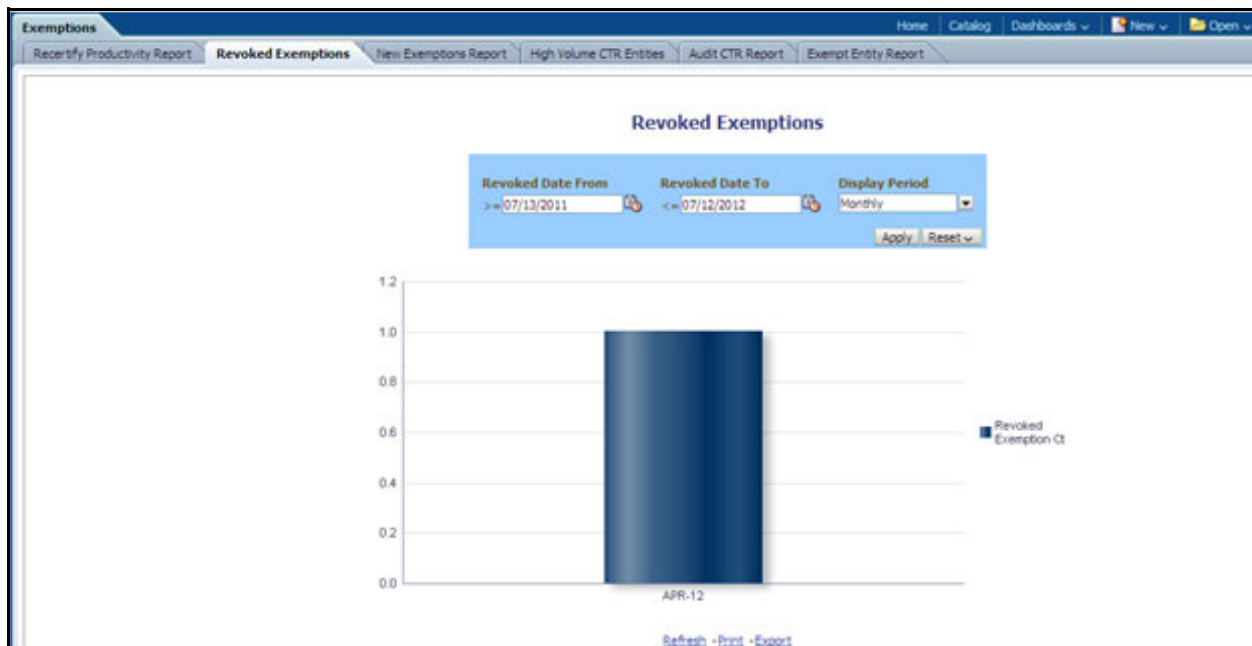 Exemptions
Home Catalog Dashboards New Open
Recertify Productivity Report Revoked Exemptions New Exemptions Report High Volume CTR Entities Audit CTR Report Exempt Entity Report
Revoked Exemptions
Revoked Date From Revoked Date To Display Period
>= 07/13/2011 <= 07/12/2012 Monthly
Apply Reset
1.2
1.0
0.8
0.6
0.4
0.2
0.0
Revoked
Exemption Ct
APR-12
Refresh - Print - Export